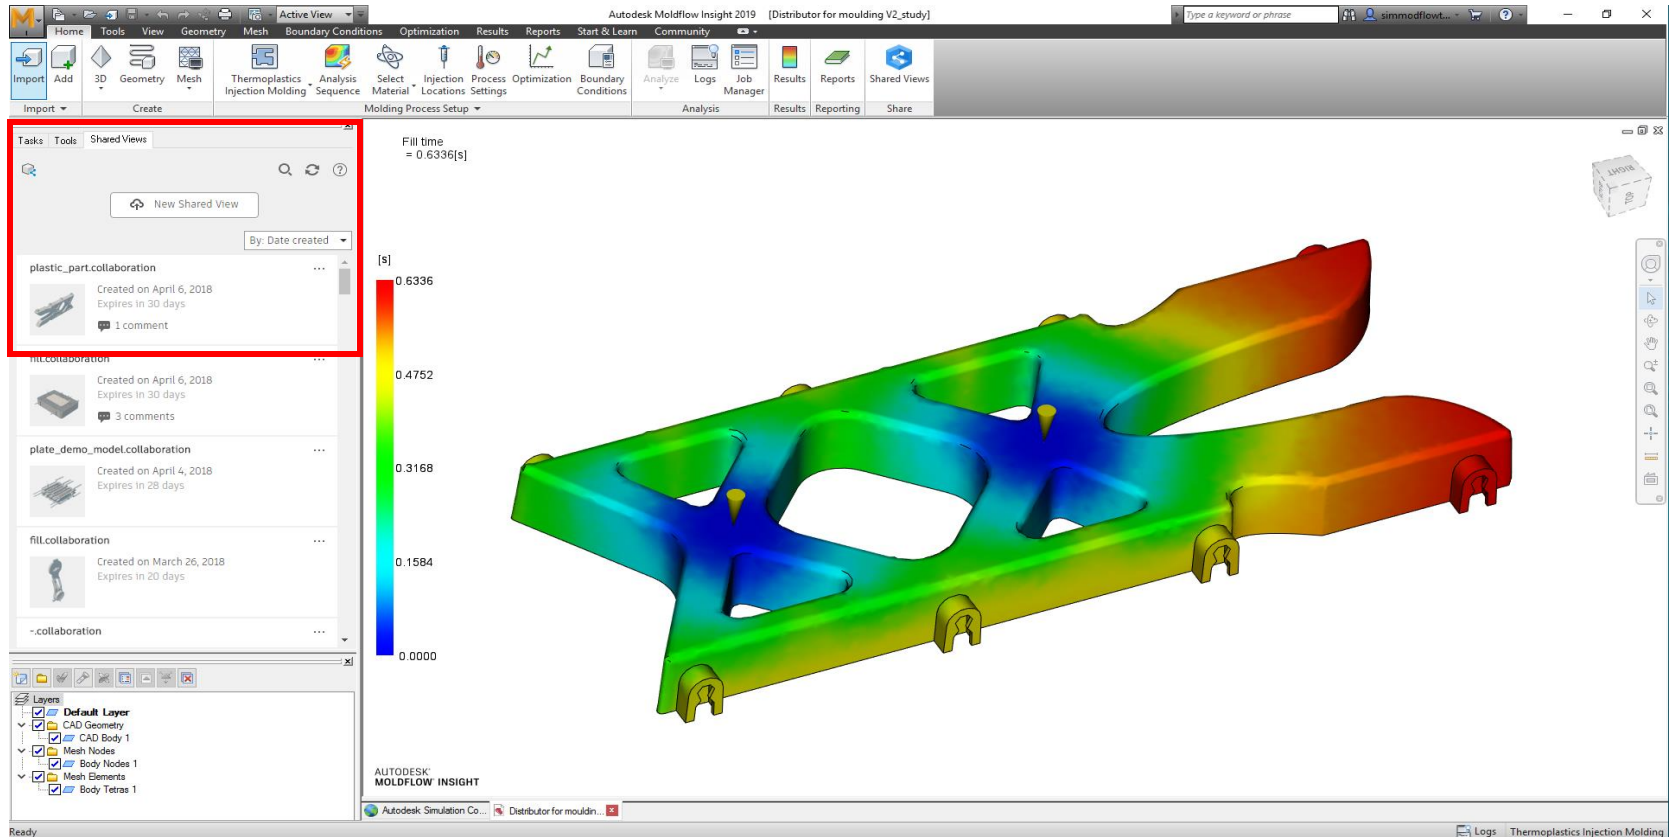 Active View
Autodesk Moldflow Insight 2019 [Distributor for moulding V2_study]
Type a keyword or phrase
simmodflowt...
Home Tools View Geometry Mesh Boundary Conditions Optimization Results Reports Start & Learn Community
Import Add 3D Geometry Mesh Thermoplastics Injection Molding Analysis Sequence Select Material Injection Locations Process Settings Optimization Boundary Conditions Analyze Logs Job Manager Results Reports Shared Views
Import Create Molding Process Setup Analysis Results Reporting Share
Tasks Tools Shared Views
New Shared View
By: Date created
plastic_part.collaboration ...
Created on April 6, 2018
Expires in 30 days
1 comment
fill.collaboration ...
Created on April 6, 2018
Expires in 30 days
3 comments
plate_demo_model.collaboration ...
Created on April 4, 2018
Expires in 28 days
fill.collaboration ...
Created on March 26, 2018
Expires in 20 days
-.collaboration ...
Layers
Default Layer
CAD Geometry
CAD Body 1
Mesh Nodes
Body Nodes 1
Mesh Elements
Body Tetras 1
Fill time
= 0.6336[s]
[s]
0.6336
0.4752
0.3168
0.1584
0.0000
RIGHT
AUTODESK
MOLDFLOW INSIGHT
Autodesk Simulation Co...
Distributor for mouldin...
Ready
Logs Thermoplastics Injection Molding